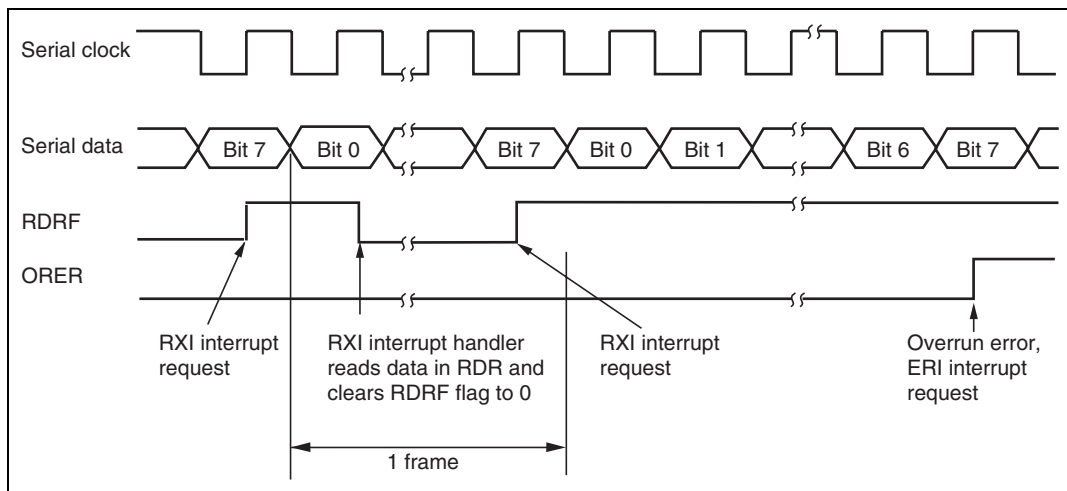 Serial clock
Serial data
Bit 7
Bit 0
Bit 7
Bit 0
Bit 1
Bit 6
Bit 7
RDRF
ORER
RXI interrupt
request
RXI interrupt handler
reads data in RDR and
clears RDRF flag to 0
RXI interrupt
request
Overrun error,
ERI interrupt
request
1 frame